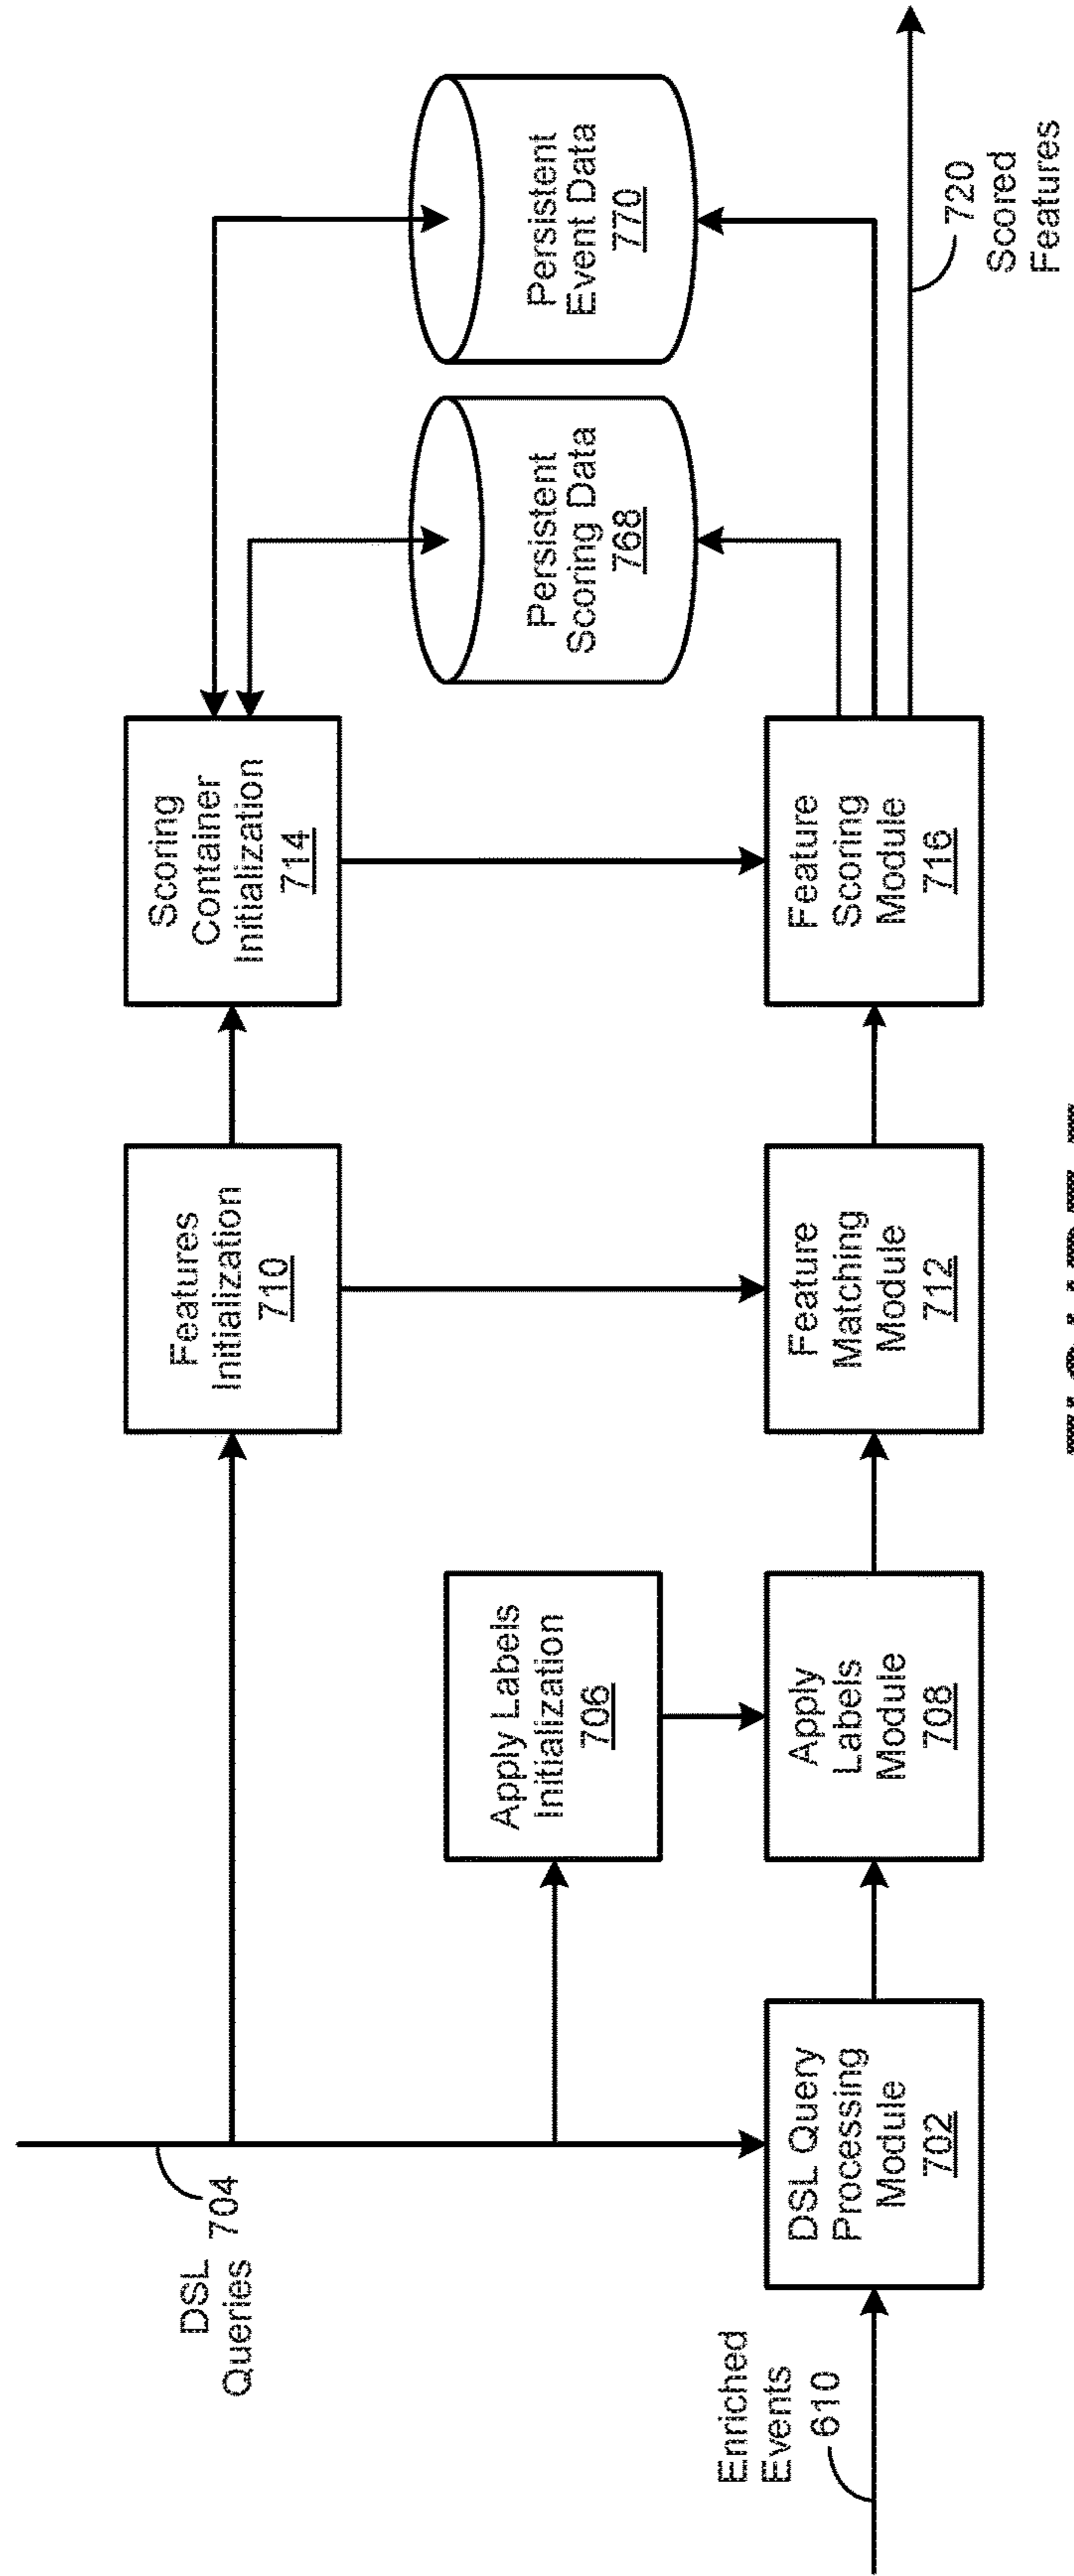 DSL
Queries 704
Features
Initialization
710
Scoring
Container
Initialization
714
Apply Labels
Initialization
706
Persistent
Scoring Data
768
Persistent
Event Data
770
Enriched
Events
610
DSL Query
Processing
Module
702
Apply
Labels
Module
708
Feature
Matching
Module
712
Feature
Scoring
Module
716
720
Scored
Features